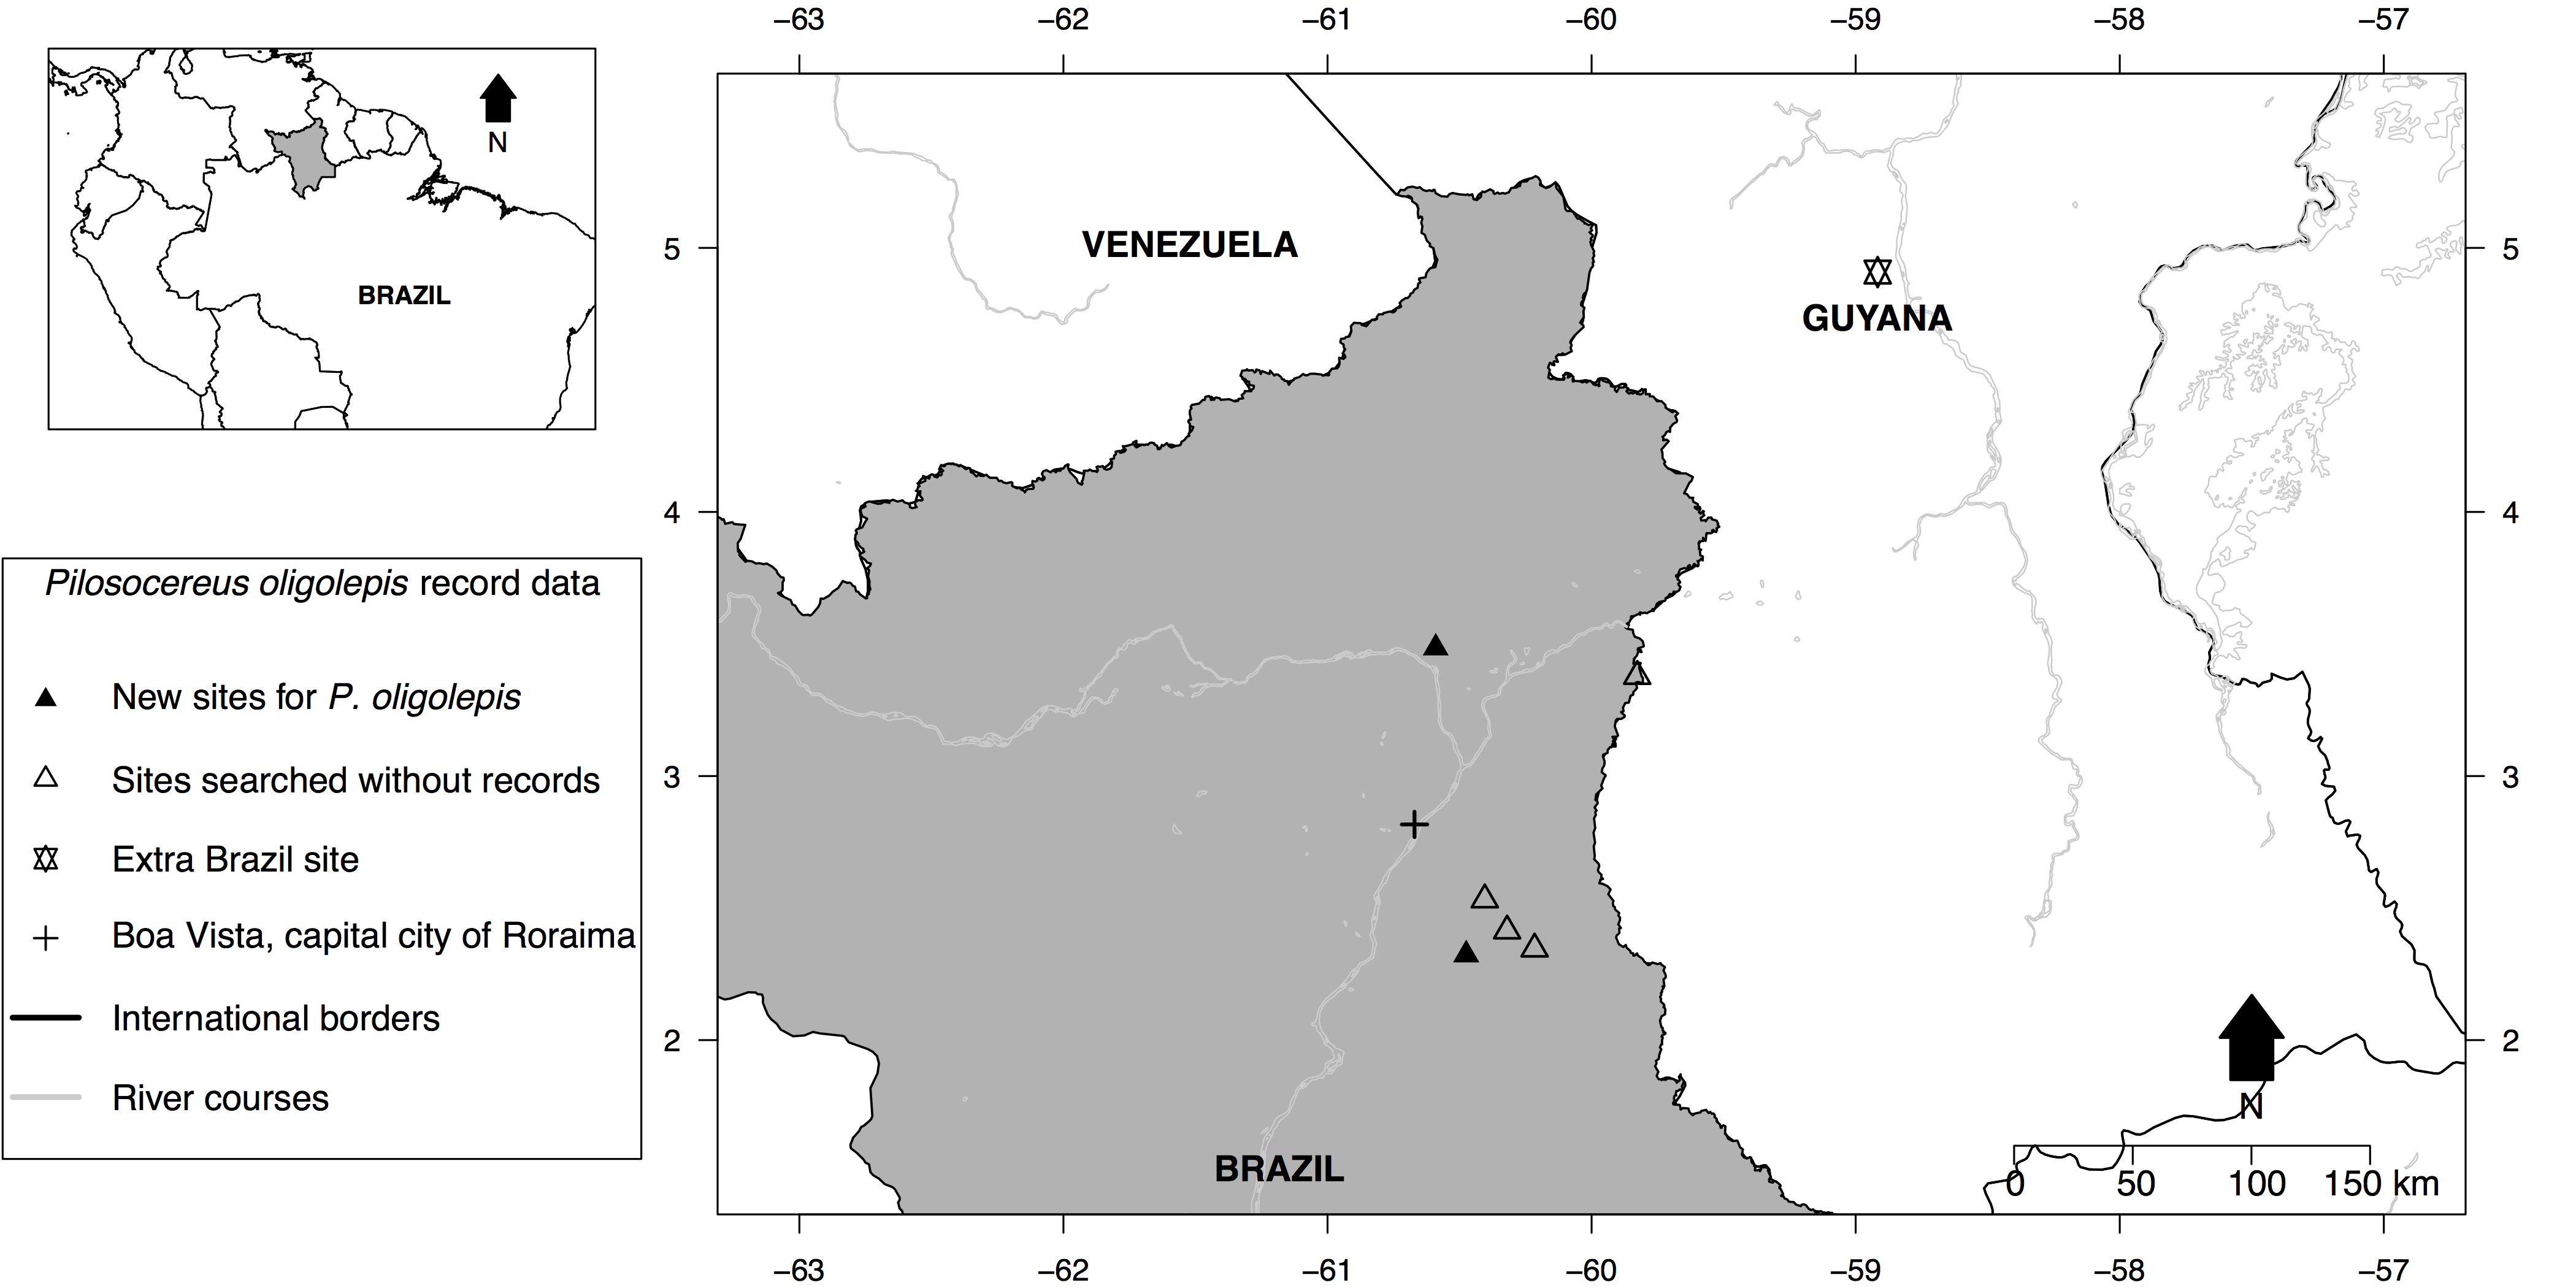 −63 −62 −61 −60 −59 −58 −57
N
BRAZIL
VENEZUELA
GUYANA
5 5
4 4
3 3
2 2
Pilosocereus oligolepis record data
New sites for P. oligolepis
Sites searched without records
Extra Brazil site
Boa Vista, capital city of Roraima
International borders
River courses
BRAZIL
N
0 50 100 150 km
−63 −62 −61 −60 −59 −58 −57